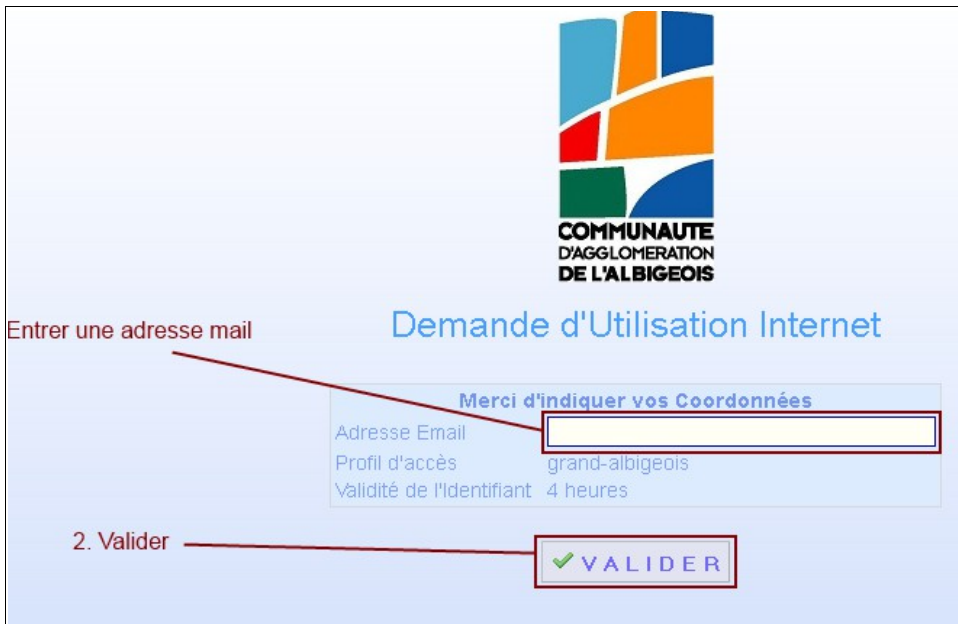 COMMUNAUTE
D'AGGLOMERATION
DE L'ALBIGEOIS
Entrer une adresse mail
Demande d'Utilisation Internet
Merci d'indiquer vos Coordonnées
Adresse Email
Profil d'accès grand-albigeois
Validité de l'Identifiant 4 heures
2. Valider
VALIDER